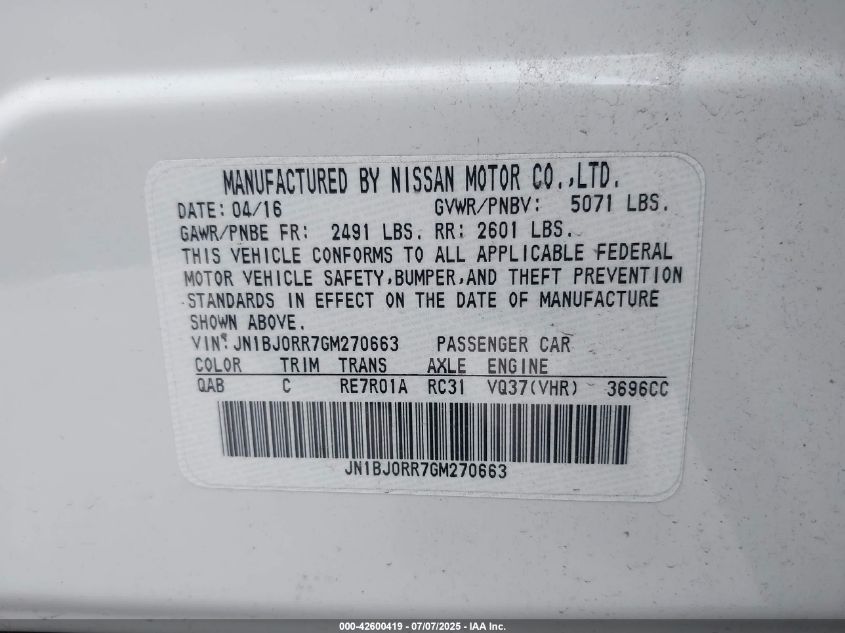 MANUFACTURED BY NISSAN MOTOR CO.,LTD.
DATE: 04/16 GVWR/PNBV: 5071 LBS.
GAWR/PNBE FR: 2491 LBS. RR: 2601 LBS.
THIS VEHICLE CONFORMS TO ALL APPLICABLE FEDERAL
MOTOR VEHICLE SAFETY,BUMPER,AND THEFT PREVENTION
STANDARDS IN EFFECT ON THE DATE OF MANUFACTURE
SHOWN ABOVE.
VIN: JN1BJ0RR7GM270663 PASSENGER CAR
COLOR TRIM TRANS AXLE ENGINE
QAB C RE7R01A RC31 VQ37(VHR) 3696CC
JN1BJ0RR7GM270663
000-42600419 - 07/07/2025 - IAA Inc.